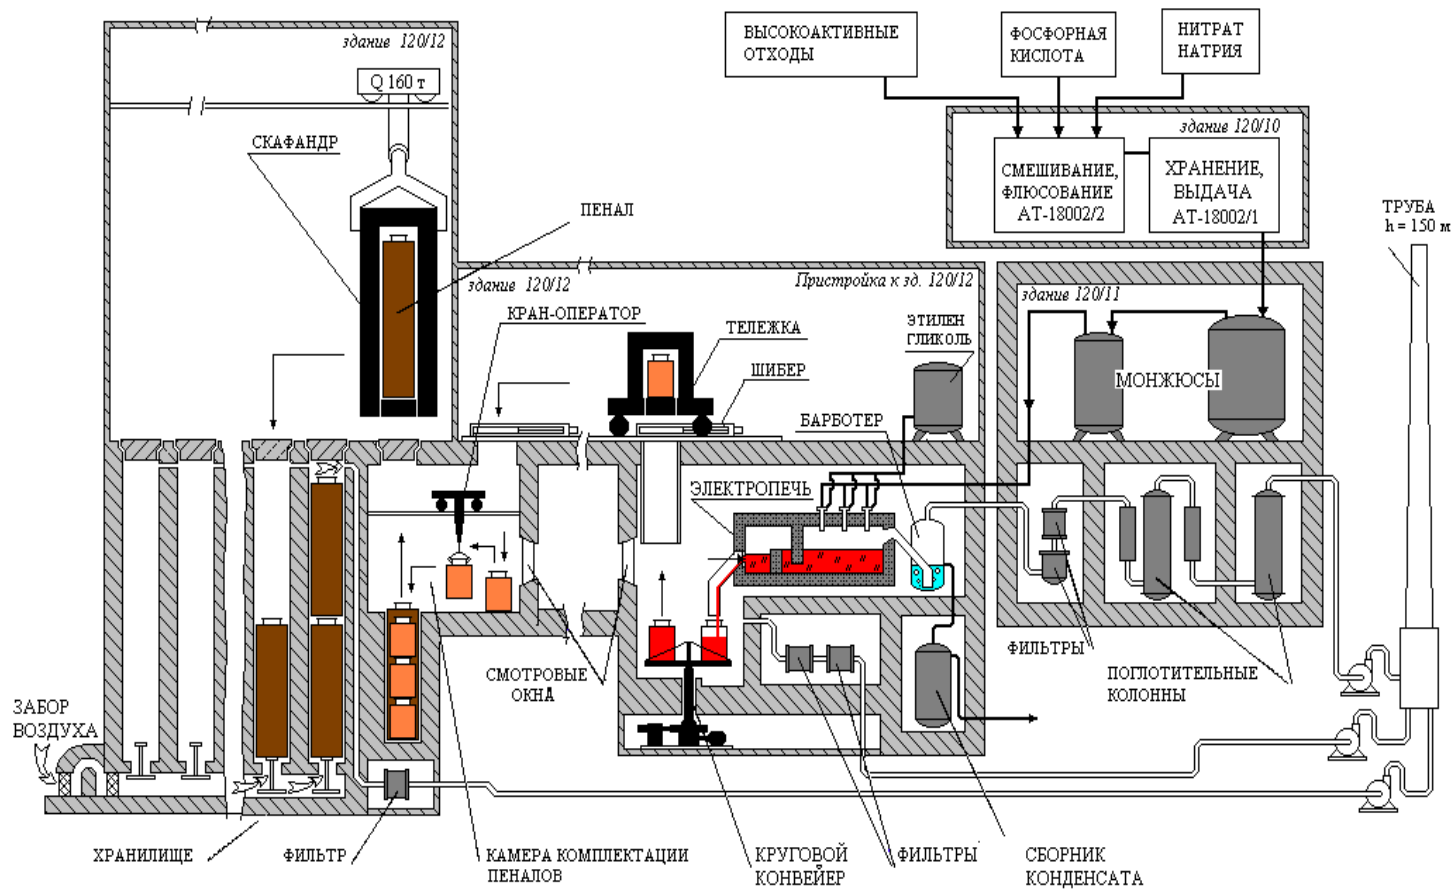 ВЫСОКОАКТИВНЫЕ
ОТХОДЫ
ФОСФОРНАЯ
КИСЛОТА
НИТРАТ
НАТРИЯ
здание 120/12
Q 160 т
СКАФАНДР
ПЕНАЛ
здание 120/10
СМЕШИВАНИЕ,
ФЛЮСОВАНИЕ
АТ-18002/2
ХРАНЕНИЕ,
ВЫДАЧА
АТ-18002/1
ТРУБА
h = 150 м
здание 120/12
Пристройка к зд. 120/12
здание 120/11
КРАН-ОПЕРАТОР
ТЕЛЕЖКА
ШИБЕР
ЭТИЛЕН
ГЛИКОЛЬ
МОНЖЮСЫ
БАРБОТЕР
ЭЛЕКТРОПЕЧЬ
СМОТРОВЫЕ
ОКНА
ФИЛЬТРЫ
ПОГЛОТИТЕЛЬНЫЕ
КОЛОННЫ
ЗАБОР
ВОЗДУХА
ХРАНИЛИЩЕ
ФИЛЬТР
КАМЕРА КОМПЛЕКТАЦИИ
ПЕНАЛОВ
КРУГОВОЙ
КОНВЕЙЕР
ФИЛЬТРЫ
СБОРНИК
КОНДЕНСАТА